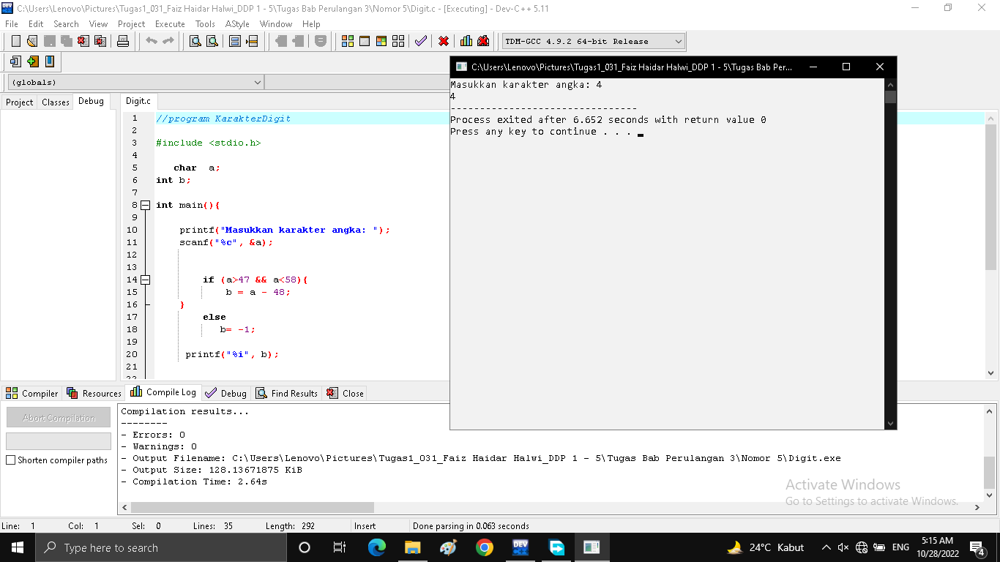 C:\Users\Lenovo\Pictures\Tugas1_031_Faiz Haidar Halwi_DDP 1 - 5\Tugas Bab Perulangan 3\Nomor 5\Digit.c - [Executing] - Dev-C++ 5.11
File Edit Search View Project Execute Tools AStyle Window Help
TDM-GCC 4.9.2 64-bit Release
(globals)
Project Classes Debug
Digit.c
1 //program KarakterDigit
2
3 #include <stdio.h>
4
5 char a;
6 int b;
7
8 int main(){
9
10 printf("Masukkan karakter angka: ");
11 scanf("%c", &a);
12
13
14 if (a>47 && a<58){
15 b = a - 48;
16 }
17 else
18 b= -1;
19
20 printf("%i", b);
21
22
C:\Users\Lenovo\Pictures\Tugas1_031_Faiz Haidar Halwi_DDP 1 - 5\Tugas Bab Per...
Masukkan karakter angka: 4
4
--------------------------------
Process exited after 6.652 seconds with return value 0
Press any key to continue . . .
Compiler Resources Compile Log Debug Find Results Close
Abort Compilation
Shorten compiler paths
Compilation results...
--------
- Errors: 0
- Warnings: 0
- Output Filename: C:\Users\Lenovo\Pictures\Tugas1_031_Faiz Haidar Halwi_DDP 1 - 5\Tugas Bab Perulangan 3\Nomor 5\Digit.exe
- Output Size: 128.13671875 KiB
- Compilation Time: 2.64s
Activate Windows
Go to Settings to activate Windows.
Line: 1 Col: 1 Sel: 0 Lines: 35 Length: 292 Insert Done parsing in 0.063 seconds
Type here to search
DEV
24°C Kabut
ENG
5:15 AM
10/28/2022
4